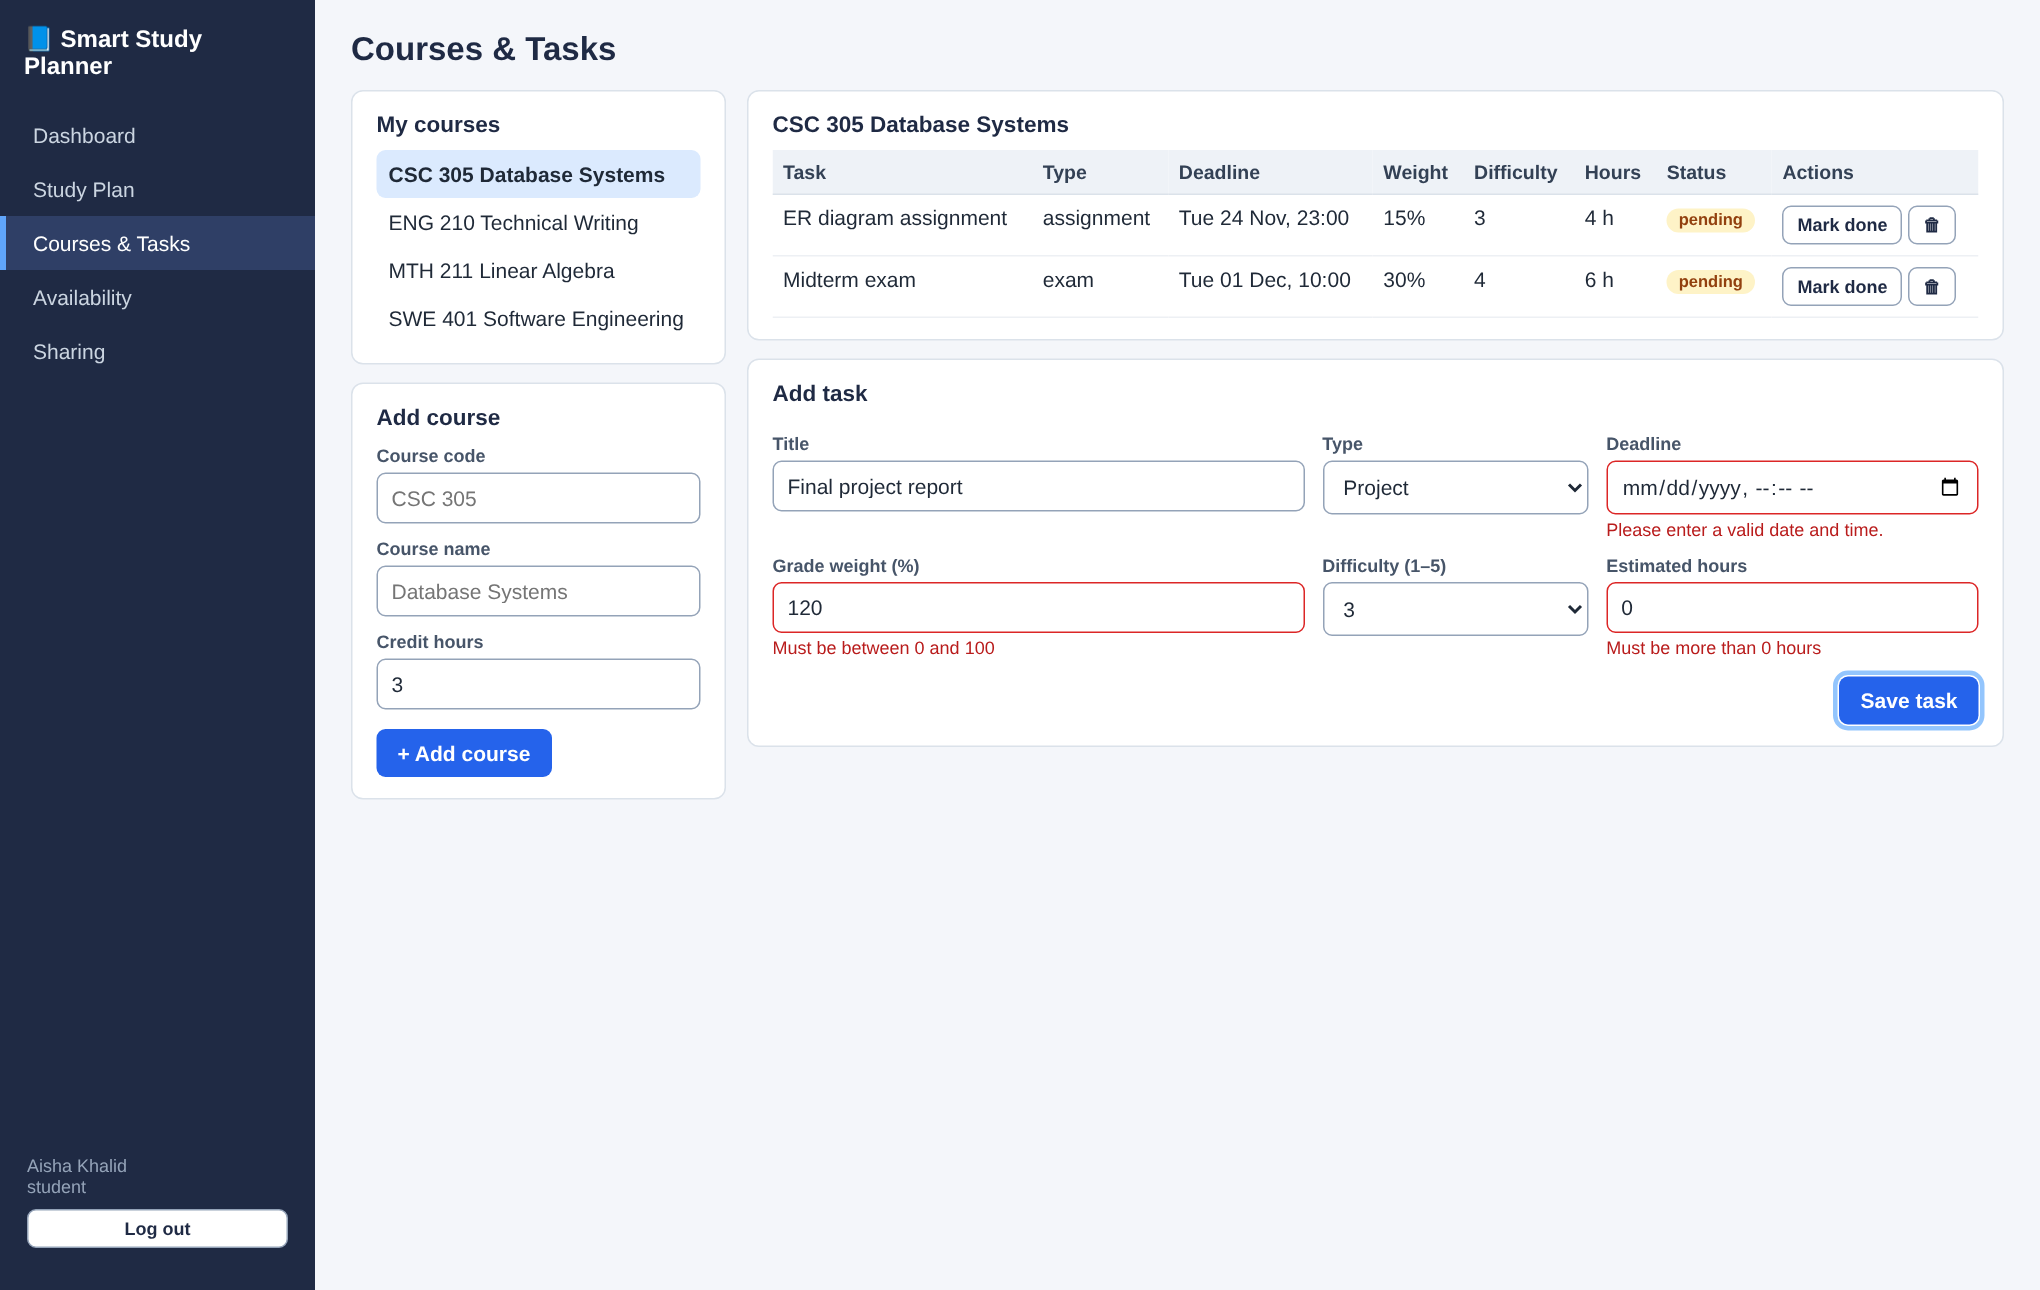 📘 Smart Study
Planner
Dashboard
Study Plan
Courses & Tasks
Availability
Sharing
Aisha Khalid
student
Log out
Courses & Tasks
My courses
CSC 305 Database Systems
ENG 210 Technical Writing
MTH 211 Linear Algebra
SWE 401 Software Engineering
Add course
Course code
CSC 305
Course name
Database Systems
Credit hours
3
+ Add course
CSC 305 Database Systems
Task Type Deadline Weight Difficulty Hours Status Actions
ER diagram assignment assignment Tue 24 Nov, 23:00 15% 3 4 h pending Mark done 🗑
Midterm exam exam Tue 01 Dec, 10:00 30% 4 6 h pending Mark done 🗑
Add task
Title Type Deadline
Final project report Project mm/dd/yyyy, --:-- --
Please enter a valid date and time.
Grade weight (%) Difficulty (1–5) Estimated hours
120 3 0
Must be between 0 and 100 Must be more than 0 hours
Save task